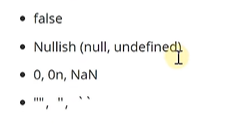 • false
• Nullish (null, undefined)
• 0, 0n, NaN
• "", '', ``